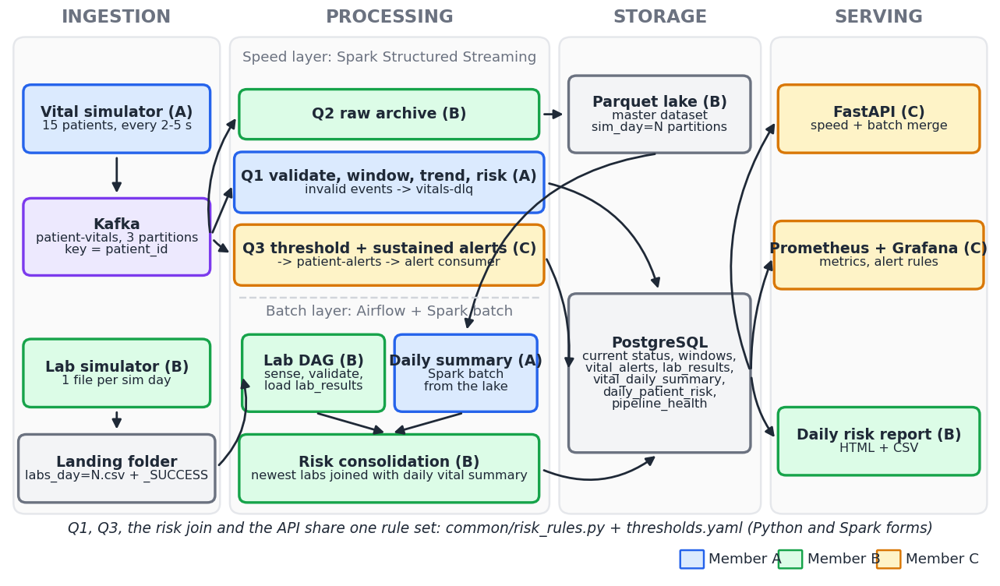 INGESTION
PROCESSING
STORAGE
SERVING
Speed layer: Spark Structured Streaming
Vital simulator (A)
15 patients, every 2-5 s
Kafka
patient-vitals, 3 partitions
key = patient_id
Lab simulator (B)
1 file per sim day
Landing folder
labs_day=N.csv + _SUCCESS
Q2 raw archive (B)
Q1 validate, window, trend, risk (A)
invalid events -> vitals-dlq
Q3 threshold + sustained alerts (C)
-> patient-alerts -> alert consumer
Batch layer: Airflow + Spark batch
Lab DAG (B)
sense, validate,
load lab_results
Daily summary (A)
Spark batch
from the lake
Risk consolidation (B)
newest labs joined with daily vital summary
Parquet lake (B)
master dataset
sim_day=N partitions
PostgreSQL
current status, windows,
vital_alerts, lab_results,
vital_daily_summary,
daily_patient_risk,
pipeline_health
FastAPI (C)
speed + batch merge
Prometheus + Grafana (C)
metrics, alert rules
Daily risk report (B)
HTML + CSV
Q1, Q3, the risk join and the API share one rule set: common/risk_rules.py + thresholds.yaml (Python and Spark forms)
Member A
Member B
Member C